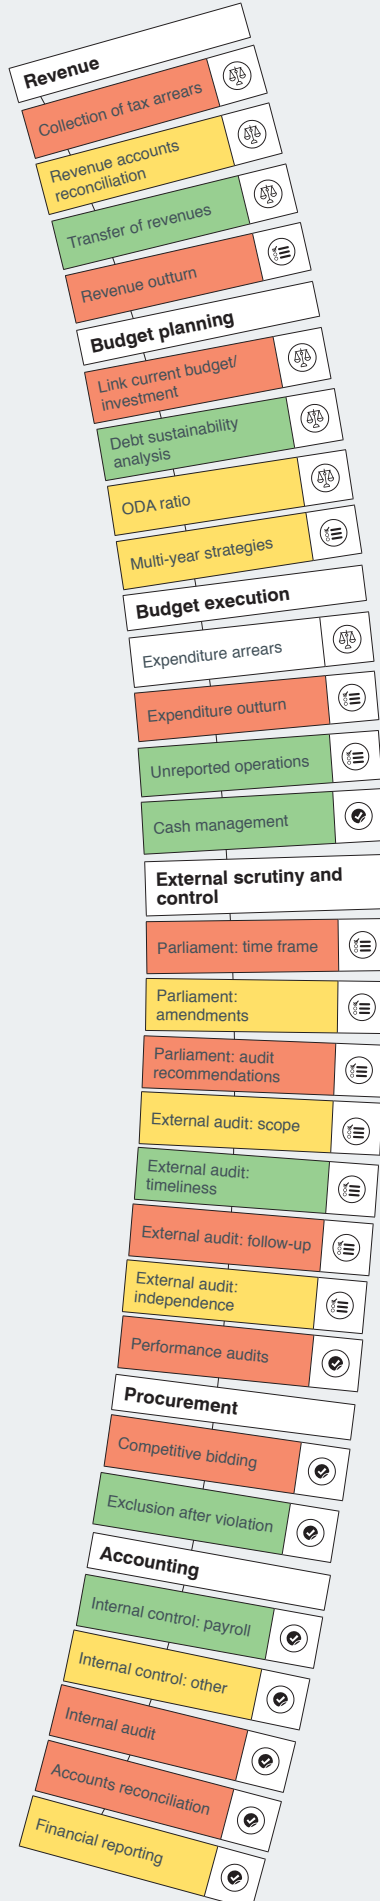 Revenue
Collection of tax arrears
Revenue accounts
reconciliation
Transfer of revenues
Revenue outturn
Budget planning
Link current budget/
investment
Debt sustainability
analysis
ODA ratio
Multi-year strategies
Budget execution
Expenditure arrears
Expenditure outturn
Unreported operations
Cash management
External scrutiny and
control
Parliament: time frame
Parliament:
amendments
Parliament: audit
recommendations
External audit: scope
External audit:
timeliness
External audit: follow-up
External audit:
independence
Performance audits
Procurement
Competitive bidding
Exclusion after violation
Accounting
Internal control: payroll
Internal control: other
Internal audit
Accounts reconciliation
Financial reporting